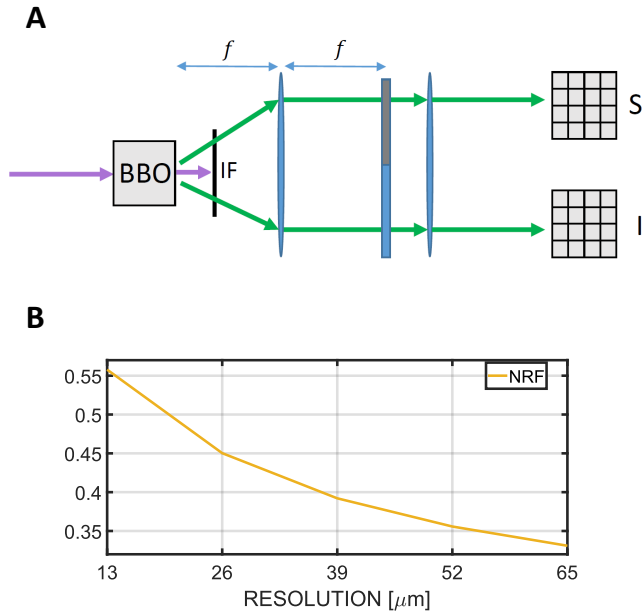 A
f f
BBO
IF
S
I
B
0.55
0.5
0.45
0.4
0.35
NRF
13 26 39 52 65
RESOLUTION [μm]